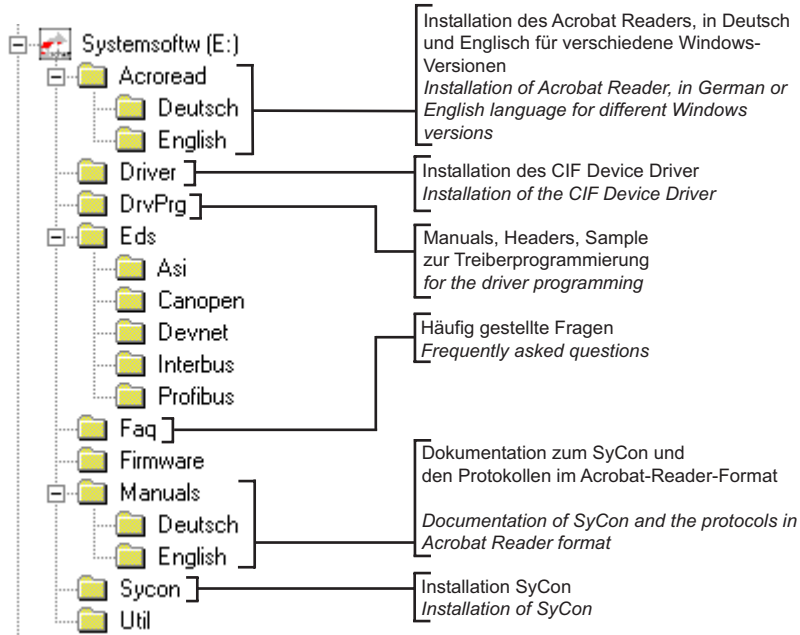 Systemsoftw (E:)
Acroread
Deutsch
English
Driver
DrvPrg
Eds
Asi
Canopen
Devnet
Interbus
Profibus
Faq
Firmware
Manuals
Deutsch
English
Sycon
Util
Installation des Acrobat Readers, in Deutsch
und Englisch für verschiedene Windows-
Versionen
Installation of Acrobat Reader, in German or
English language for different Windows
versions
Installation des CIF Device Driver
Installation of the CIF Device Driver
Manuals, Headers, Sample
zur Treiberprogrammierung
for the driver programming
Häufig gestellte Fragen
Frequently asked questions
Dokumentation zum SyCon und
den Protokollen im Acrobat-Reader-Format
Documentation of SyCon and the protocols in
Acrobat Reader format
Installation SyCon
Installation of SyCon